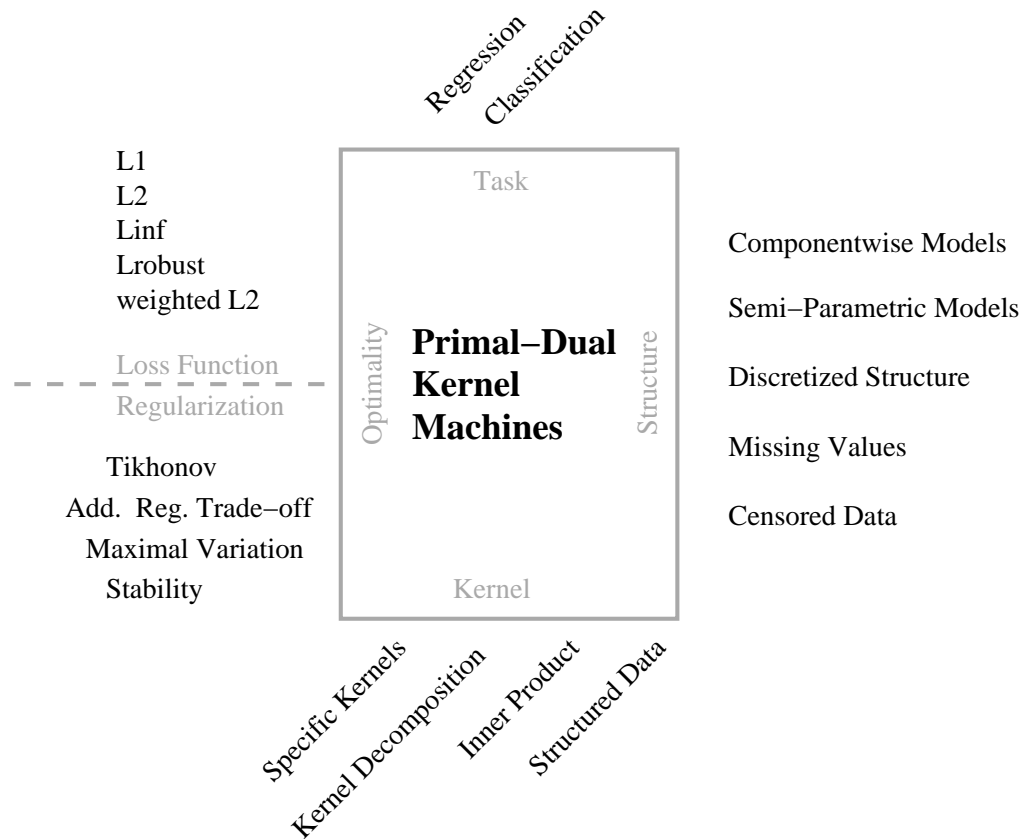 Regression
Classification
L1
L2
Linf
Lrobust
weighted L2
Loss Function
Regularization
Tikhonov
Add. Reg. Trade−off
Maximal Variation
Stability
Task
Optimality
Primal−Dual
Kernel
Machines
Structure
Kernel
Componentwise Models
Semi−Parametric Models
Discretized Structure
Missing Values
Censored Data
Specific Kernels
Kernel Decomposition
Inner Product
Structured Data